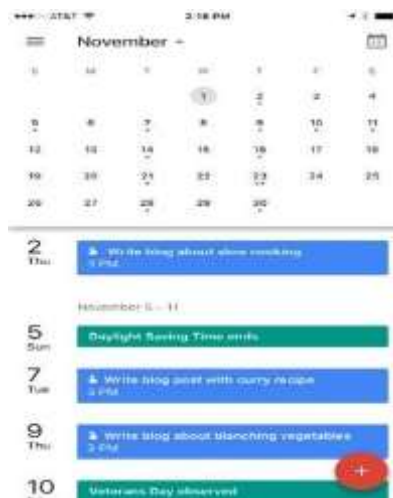 AT&T 2:18 PM
November
S M T W T F S
1 2 3 4
5 6 7 8 9 10 11
12 13 14 15 16 17 18
19 20 21 22 23 24 25
26 27 28 29 30
2 Thu
Write blog about slow cooking
PM
November 5 – 11
5 Sun
Daylight Saving Time ends
7 Tue
Write blog post with curry recipe
PM
9 Thu
Write blog about blanching vegetables
PM
10
Veterans Day observed